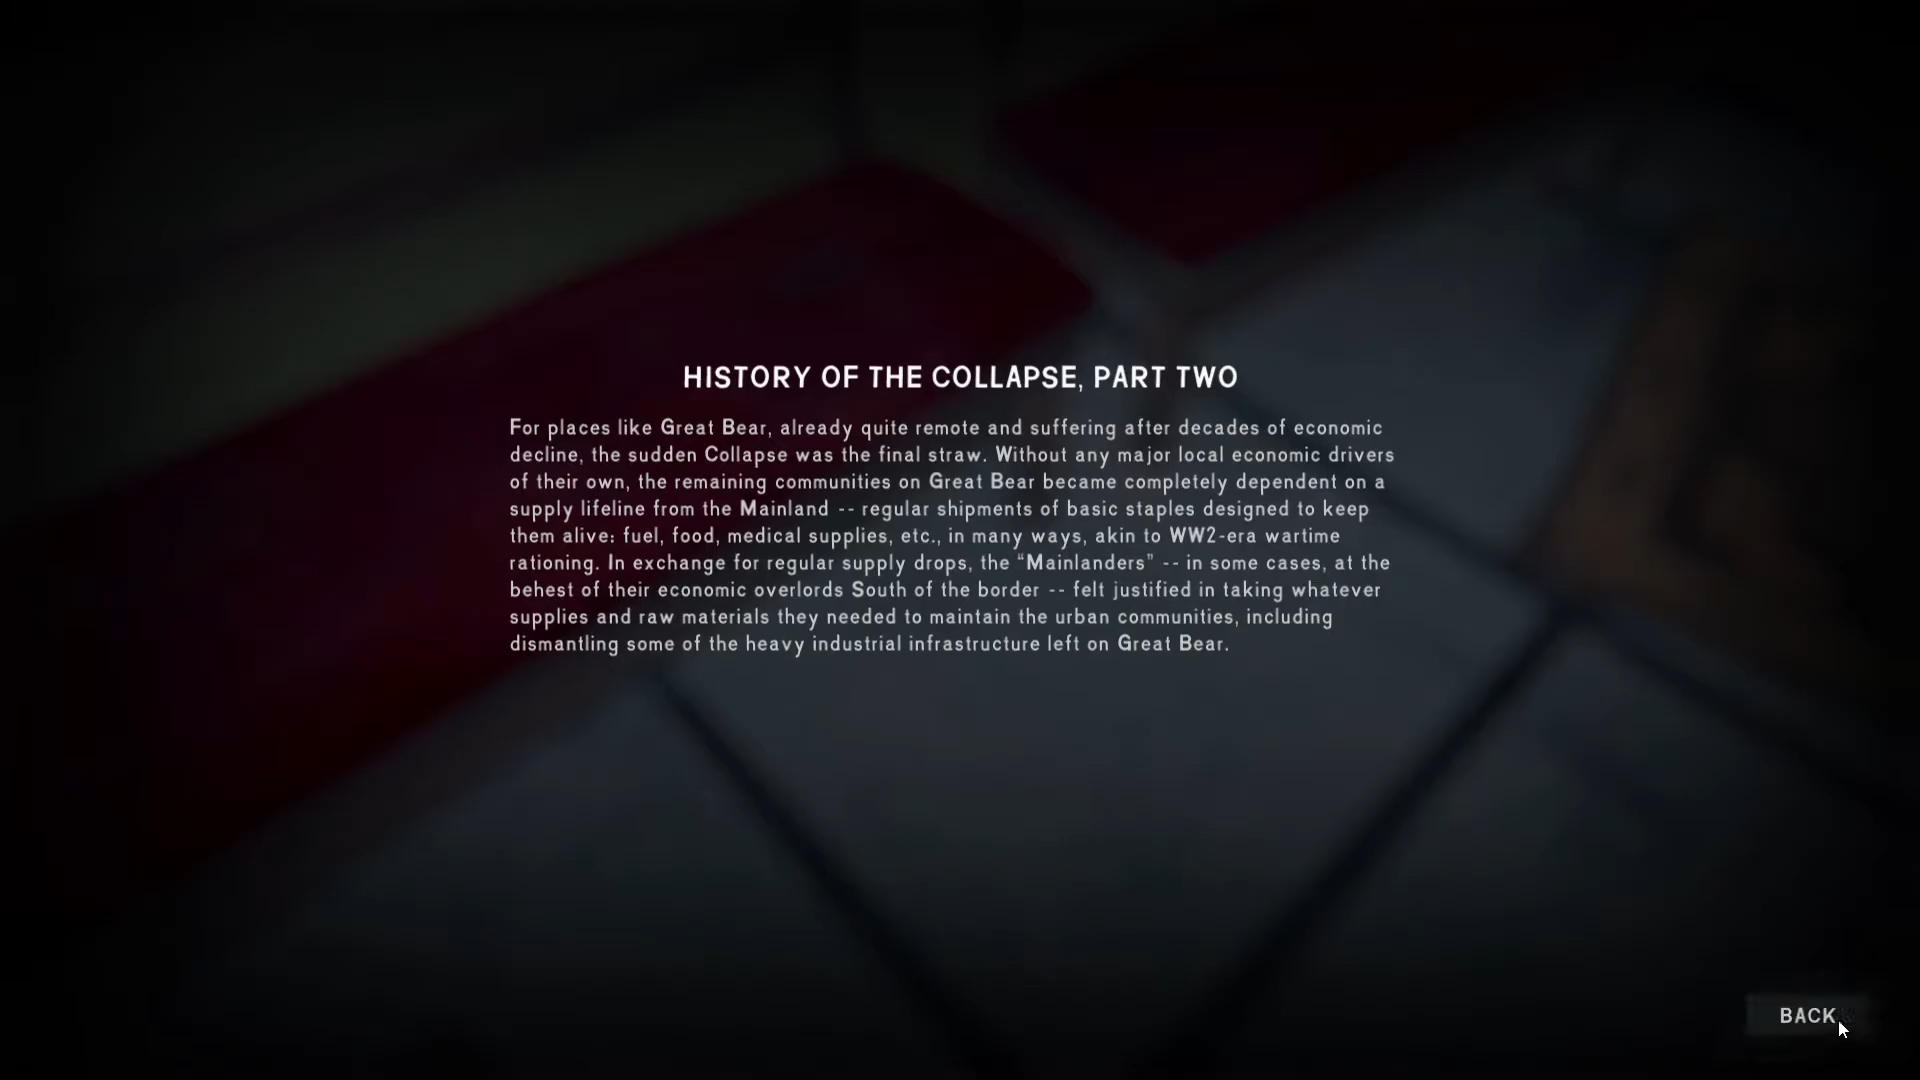 HISTORY OF THE COLLAPSE, PART TWO
For places like Great Bear, already quite remote and suffering after decades of economic
decline, the sudden Collapse was the final straw. Without any major local economic drivers
of their own, the remaining communities on Great Bear became completely dependent on a
supply lifeline from the Mainland -- regular shipments of basic staples designed to keep
them alive: fuel, food, medical supplies, etc., in many ways, akin to WW2-era wartime
rationing. In exchange for regular supply drops, the “Mainlanders” -- in some cases, at the
behest of their economic overlords South of the border -- felt justified in taking whatever
supplies and raw materials they needed to maintain the urban communities, including
dismantling some of the heavy industrial infrastructure left on Great Bear.
BACK